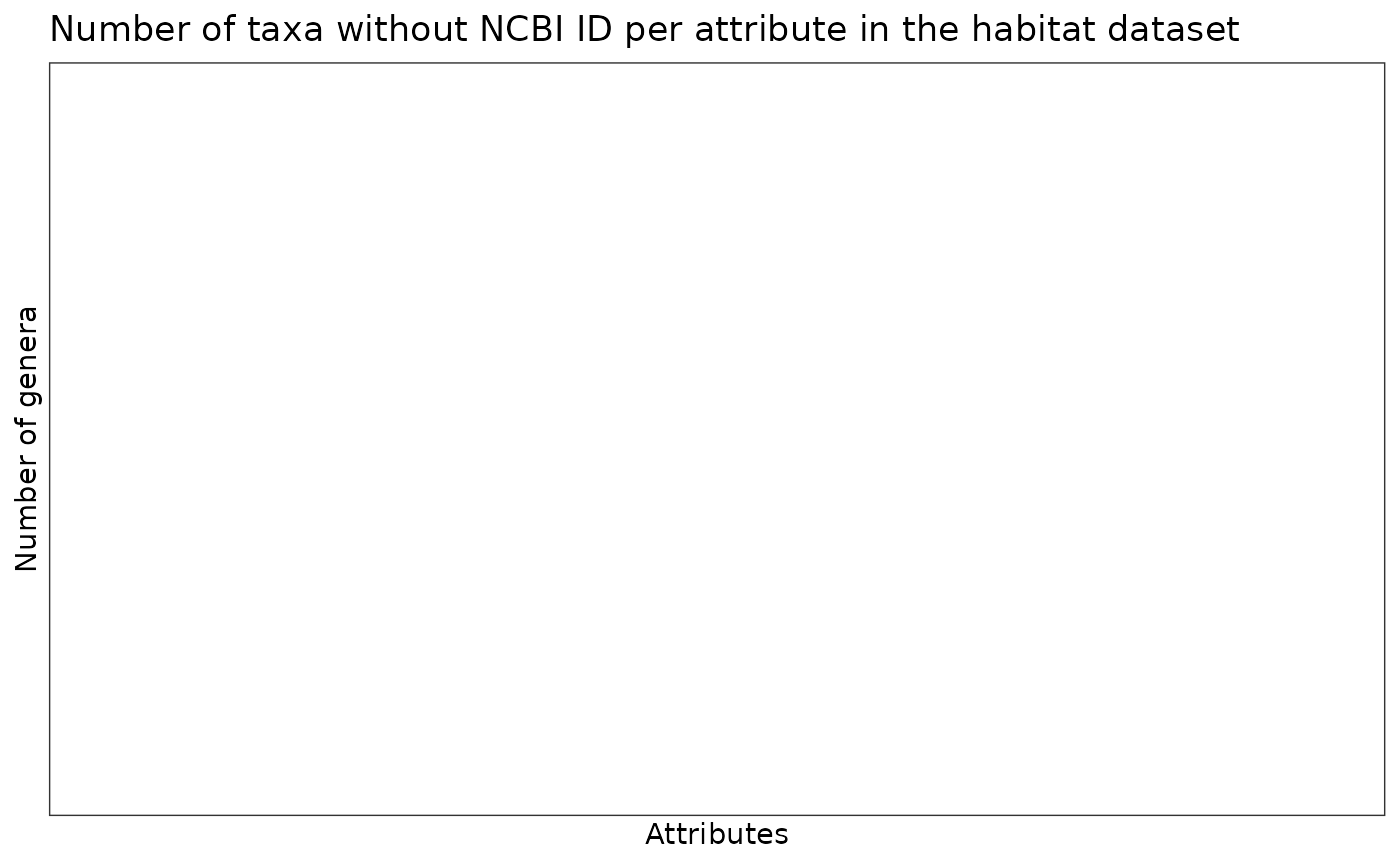 Number of taxa without NCBI ID per attribute in the habitat dataset
Number of genera
Attributes